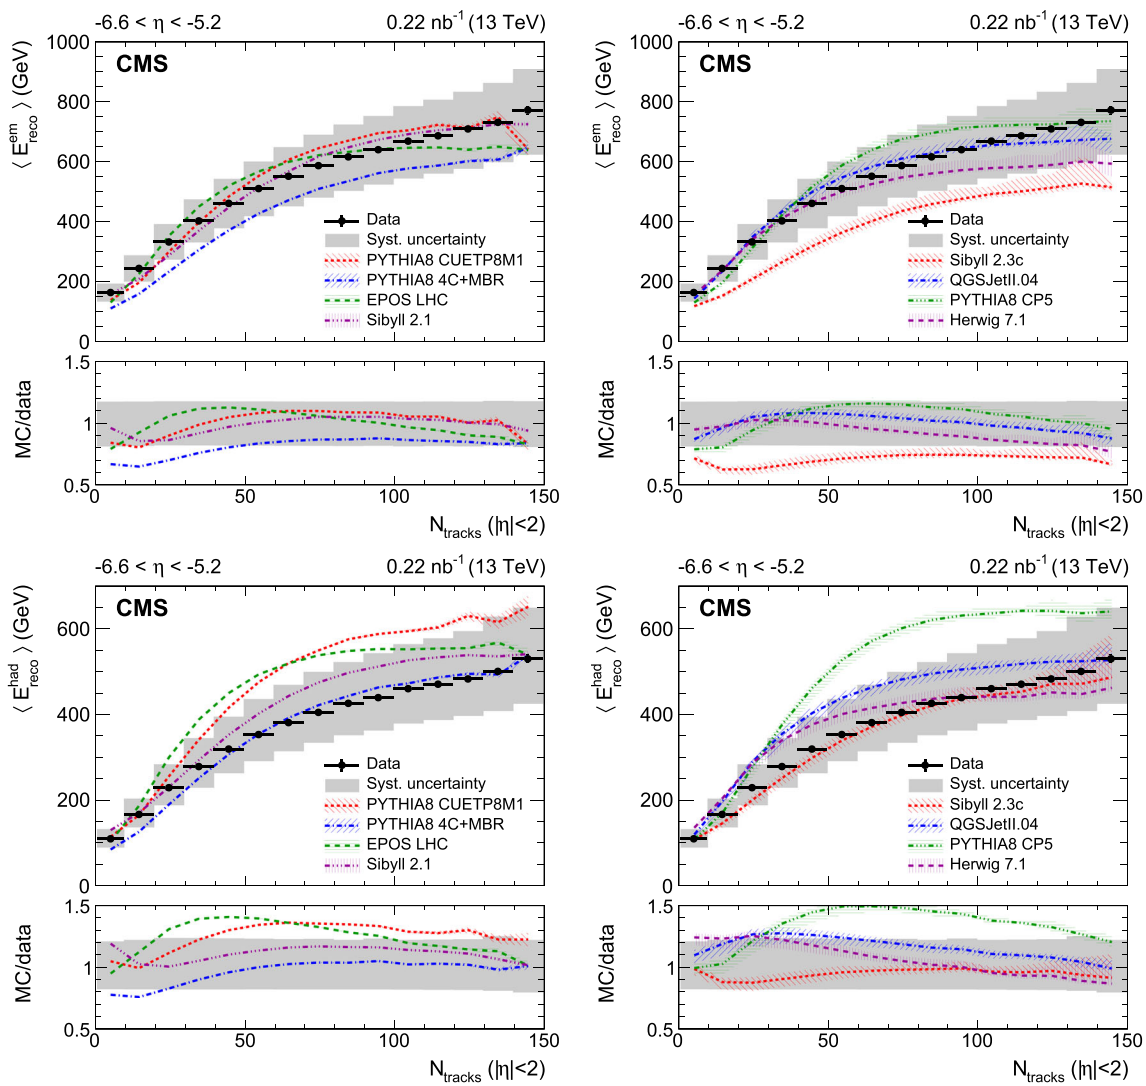 -6.6 < η < -5.2
0.22 nb⁻¹ (13 TeV)
CMS
⟨ E^em_reco ⟩ (GeV)
1000
800
600
400
200
0
Data
Syst. uncertainty
PYTHIA8 CUETP8M1
PYTHIA8 4C+MBR
EPOS LHC
Sibyll 2.1
MC/data
1.5
1
0.5
0
50
100
150
N_tracks (|η|<2)
-6.6 < η < -5.2
0.22 nb⁻¹ (13 TeV)
CMS
⟨ E^em_reco ⟩ (GeV)
1000
800
600
400
200
0
Data
Syst. uncertainty
Sibyll 2.3c
QGSJetII.04
PYTHIA8 CP5
Herwig 7.1
MC/data
1.5
1
0.5
0
50
100
150
N_tracks (|η|<2)
-6.6 < η < -5.2
0.22 nb⁻¹ (13 TeV)
CMS
⟨ E^had_reco ⟩ (GeV)
600
400
200
0
Data
Syst. uncertainty
PYTHIA8 CUETP8M1
PYTHIA8 4C+MBR
EPOS LHC
Sibyll 2.1
MC/data
1.5
1
0.5
0
50
100
150
N_tracks (|η|<2)
-6.6 < η < -5.2
0.22 nb⁻¹ (13 TeV)
CMS
⟨ E^had_reco ⟩ (GeV)
600
400
200
0
Data
Syst. uncertainty
Sibyll 2.3c
QGSJetII.04
PYTHIA8 CP5
Herwig 7.1
MC/data
1.5
1
0.5
0
50
100
150
N_tracks (|η|<2)